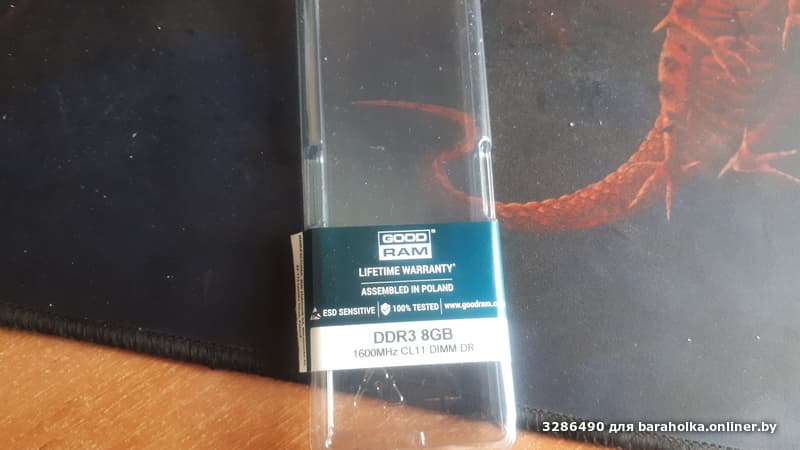 GOOD
RAM®
LIFETIME WARRANTY*
ASSEMBLED IN POLAND
ESD SENSITIVE | 100% TESTED | www.goodram.c
DDR3 8GB
1600MHz CL11 DIMM DR
3286490 для baraholka.onliner.by